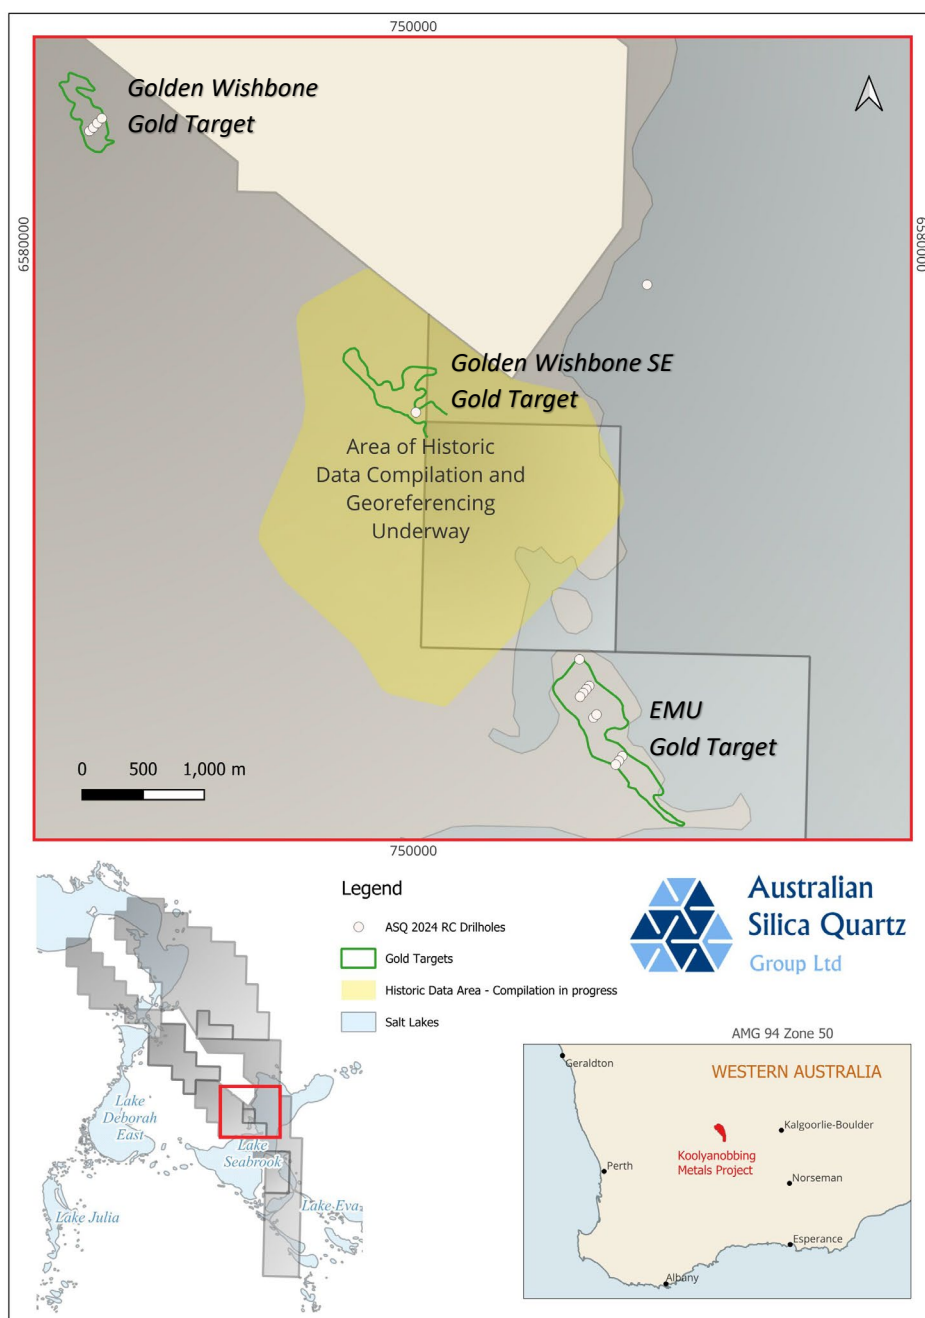 750000
Golden Wishbone
Gold Target
6580000
6580000
Golden Wishbone SE
Gold Target
Area of Historic
Data Compilation and
Georeferencing
Underway
EMU
Gold Target
0 500 1,000 m
750000
Legend
ASQ 2024 RC Drilholes
Gold Targets
Historic Data Area - Compilation in progress
Salt Lakes
Australian
Silica Quartz
Group Ltd
Lake
Deborah
East
Lake
Seabrook
Lake Julia
Lake Eva
AMG 94 Zone 50
Geraldton
WESTERN AUSTRALIA
Kalgoorlie-Boulder
Koolyanobbing
Metals Project
Perth
Norseman
Esperance
Albany